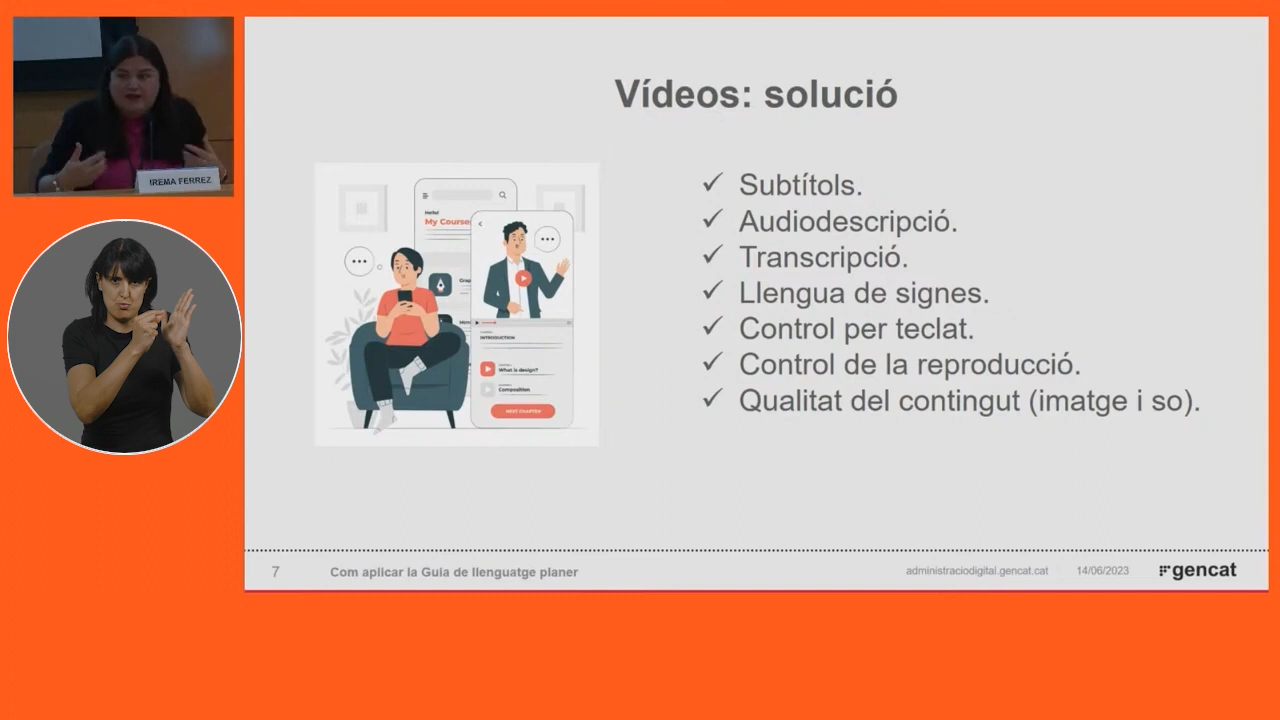 IREMA FERREZ
Vídeos: solució
Hello!
My Course
INTRODUCTION
What is design?
Composition
NEXT CHAPTER
✓ Subtítols.
✓ Audiodescripció.
✓ Transcripció.
✓ Llengua de signes.
✓ Control per teclat.
✓ Control de la reproducció.
✓ Qualitat del contingut (imatge i so).
7
Com aplicar la Guia de llenguatge planer
administraciodigital.gencat.cat
14/06/2023
gencat